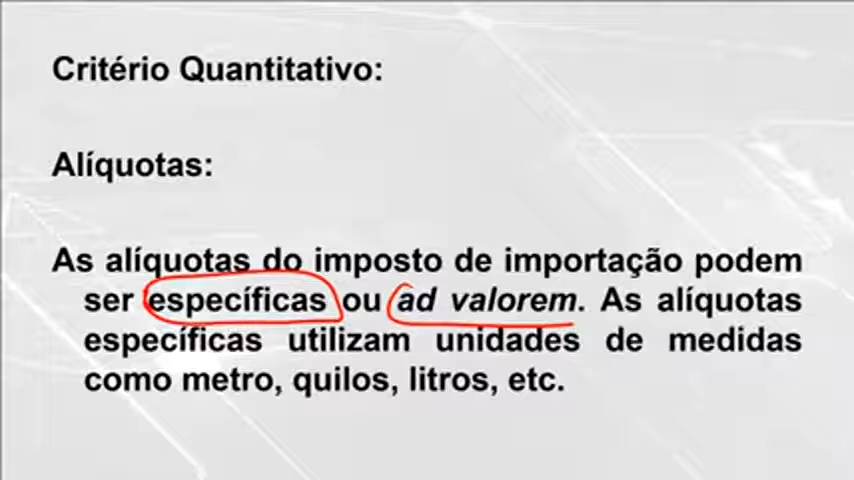 Critério Quantitativo:
Alíquotas:
As alíquotas do imposto de importação podem
ser específicas ou ad valorem. As alíquotas
específicas utilizam unidades de medidas
como metro, quilos, litros, etc.